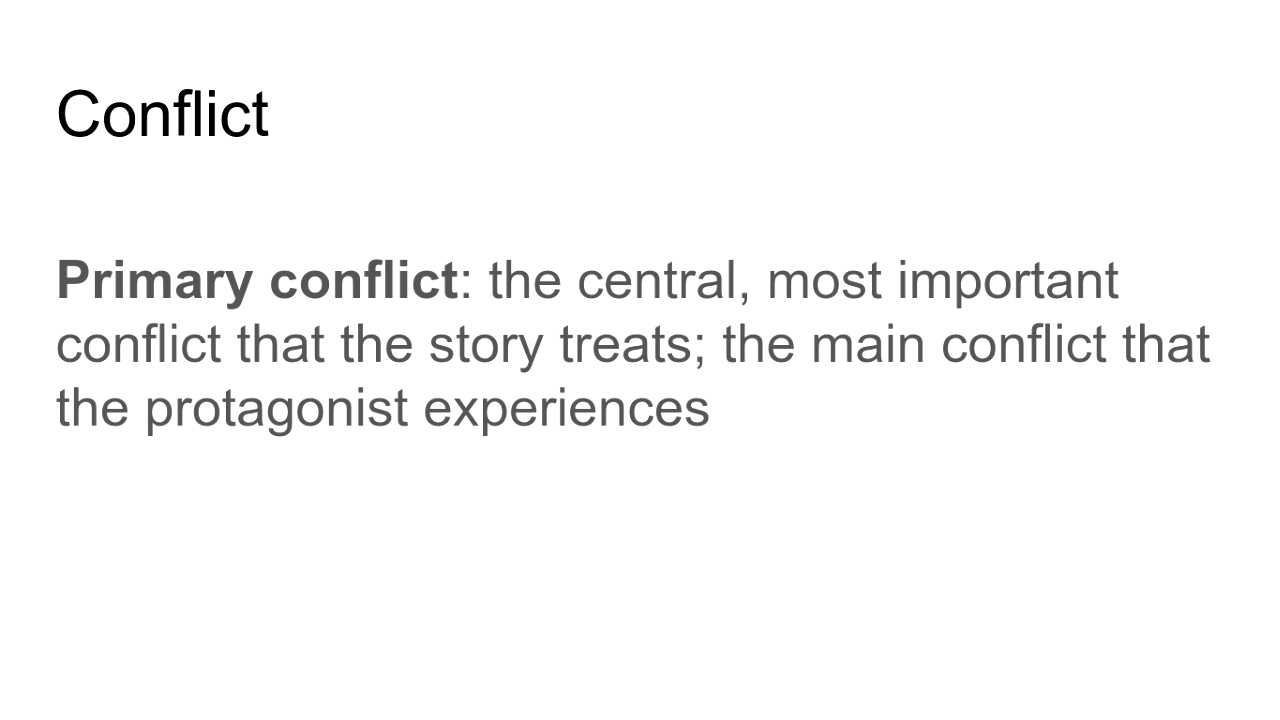 Conflict
Primary conflict: the central, most important
conflict that the story treats; the main conflict that
the protagonist experiences